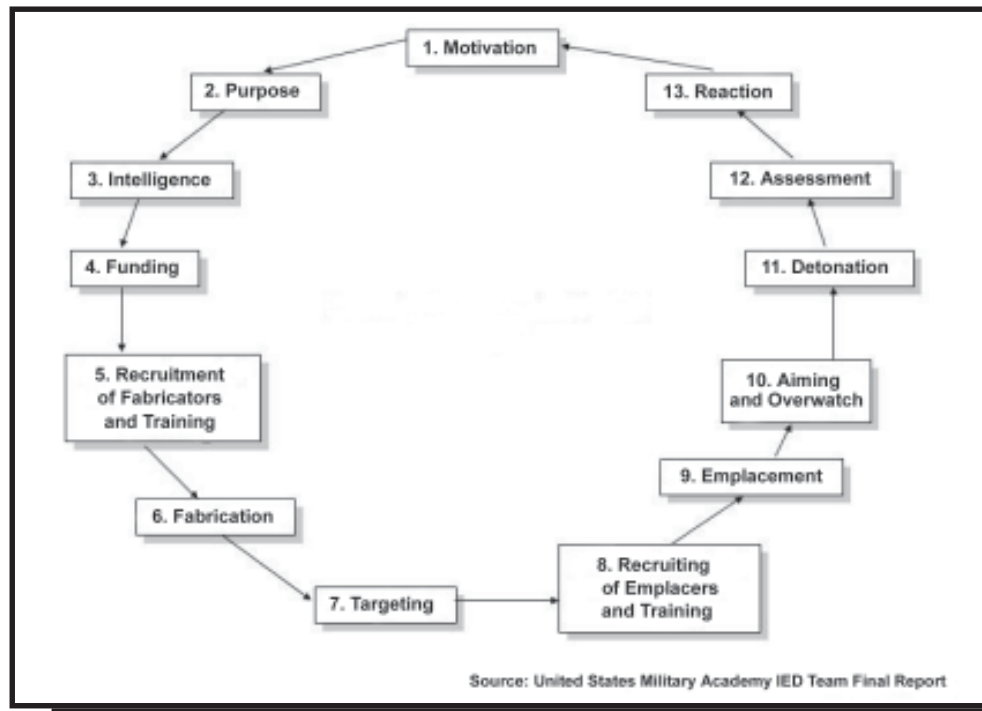 1. Motivation
2. Purpose
3. Intelligence
4. Funding
5. Recruitment
of Fabricators
and Training
6. Fabrication
7. Targeting
8. Recruiting
of Emplacers
and Training
9. Emplacement
10. Aiming
and Overwatch
11. Detonation
12. Assessment
13. Reaction
Source: United States Military Academy IED Team Final Report